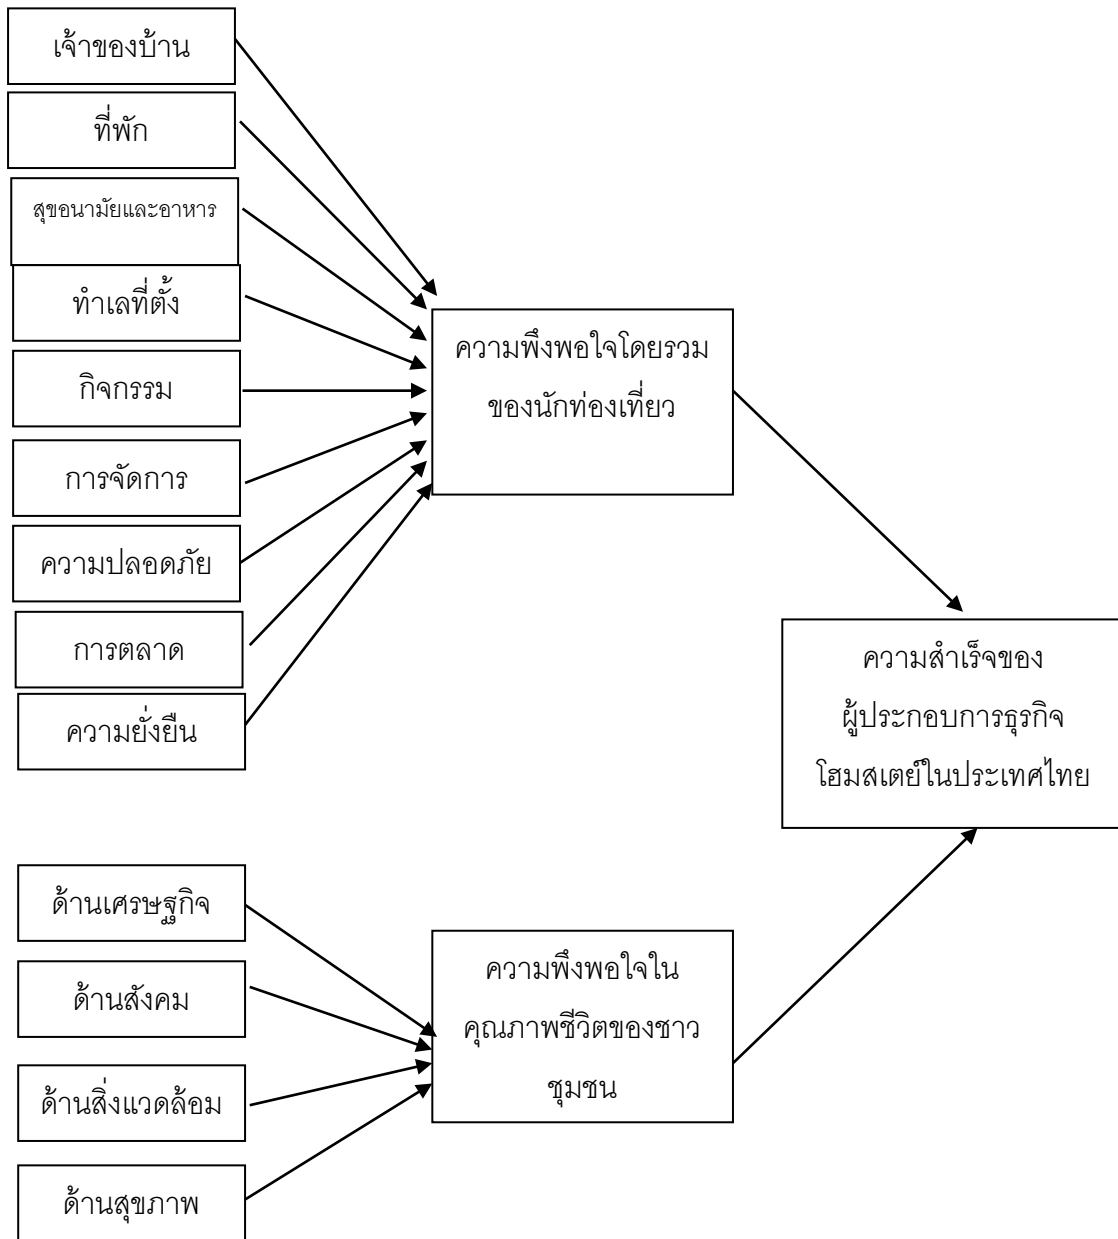 เจ้าของบ้าน
ที่พัก
สุขอนามัยและอาหาร
ทำเลที่ตั้ง
กิจกรรม
การจัดการ
ความปลอดภัย
การตลาด
ความยั่งยืน
ความพึงพอใจโดยรวม
ของนักท่องเที่ยว
ความสำเร็จของ
ผู้ประกอบการธุรกิจ
โฮมสเตย์ในประเทศไทย
ด้านเศรษฐกิจ
ด้านสังคม
ด้านสิ่งแวดล้อม
ด้านสุขภาพ
ความพึงพอใจใน
คุณภาพชีวิตของชาว
ชุมชน